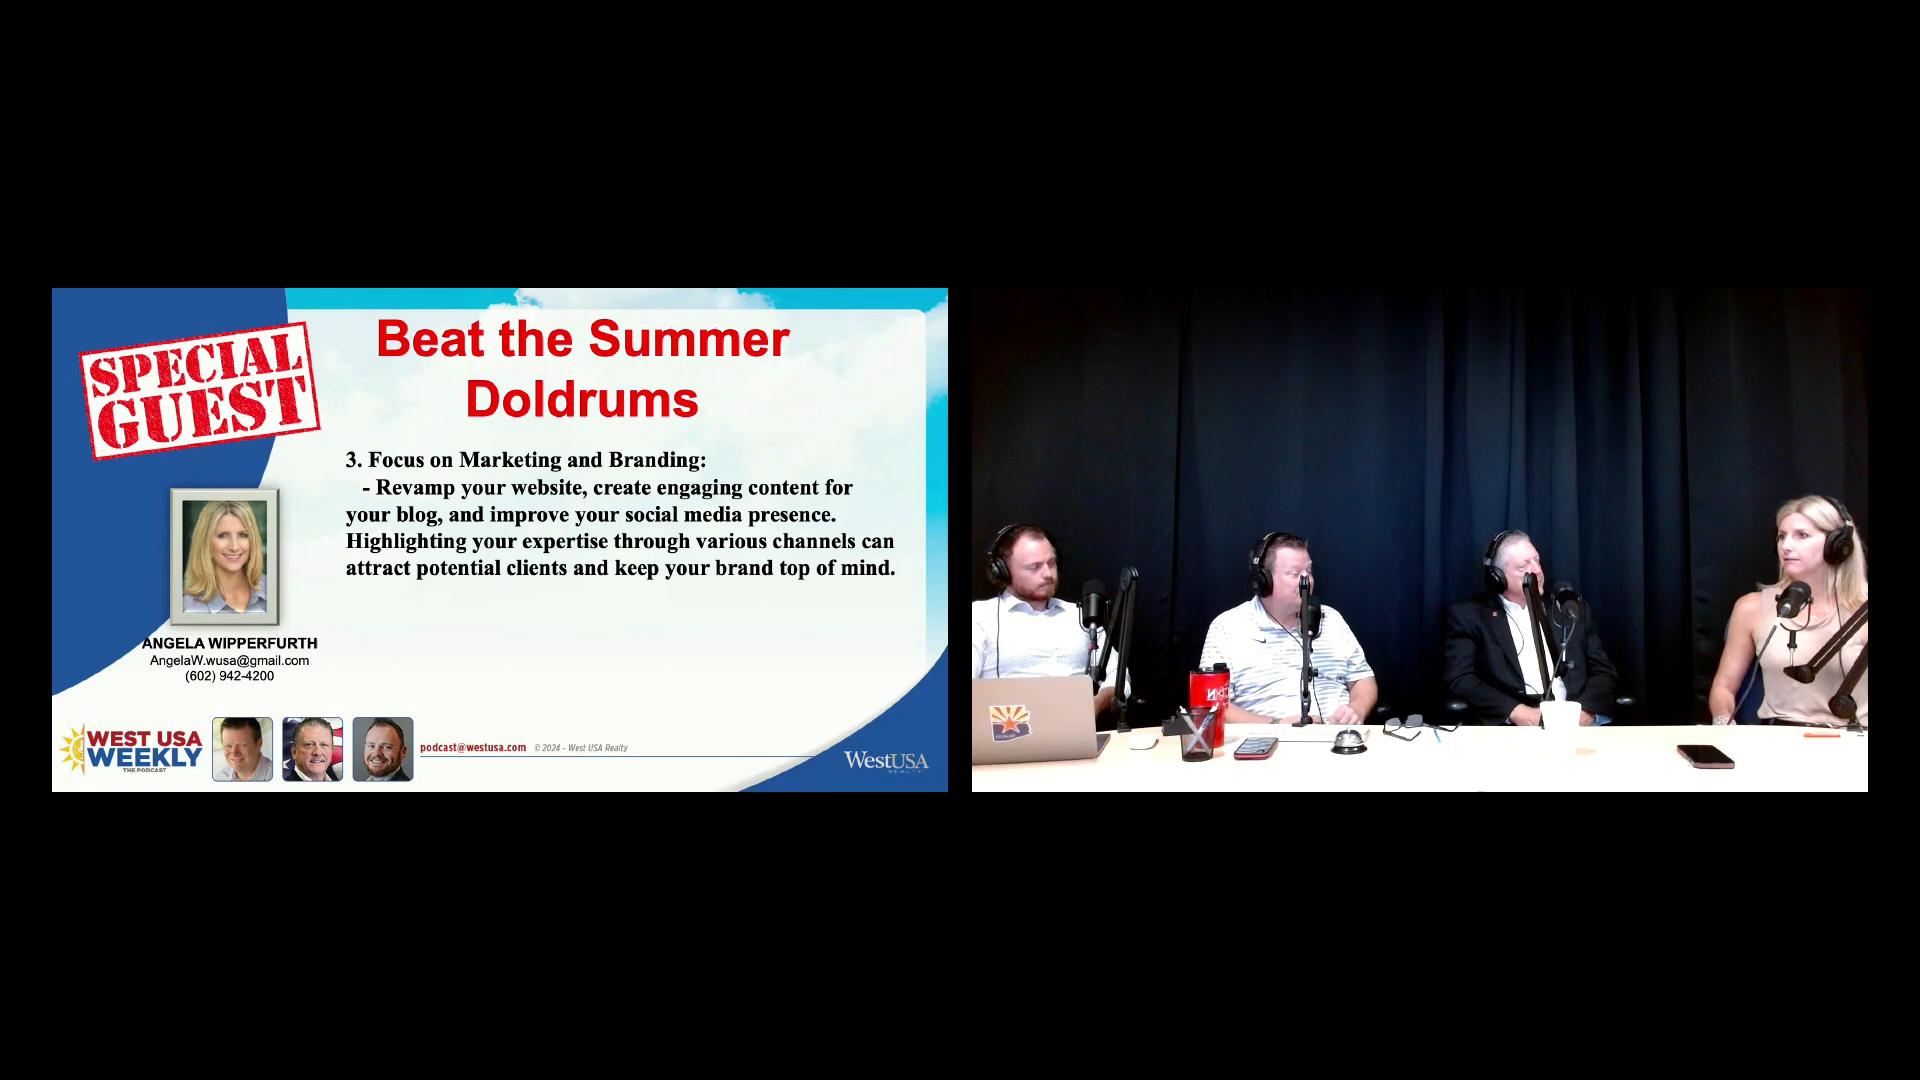 SPECIAL
GUEST
Beat the Summer
Doldrums
3. Focus on Marketing and Branding:
- Revamp your website, create engaging content for
your blog, and improve your social media presence.
Highlighting your expertise through various channels can
attract potential clients and keep your brand top of mind.
ANGELA WIPPERFURTH
AngelaW.wusa@gmail.com
(602) 942-4200
WEST USA
WEEKLY
THE PODCAST
podcast@westusa.com © 2024 - West USA Realty
WestUSA
REALTY